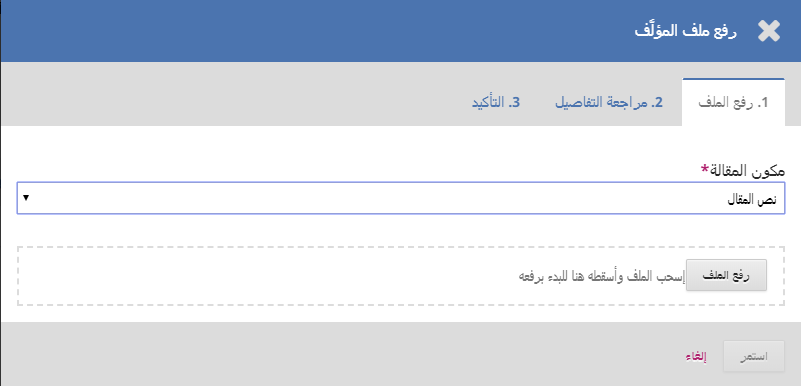 رفع ملف المؤلَّف
1. رفع الملف
2. مراجعة التفاصيل
3. التأكيد
مكون المقالة*
نص المقال
رفع الملف إسحب الملف وأسقطه هنا للبدء برفعه
استمر إلغاء